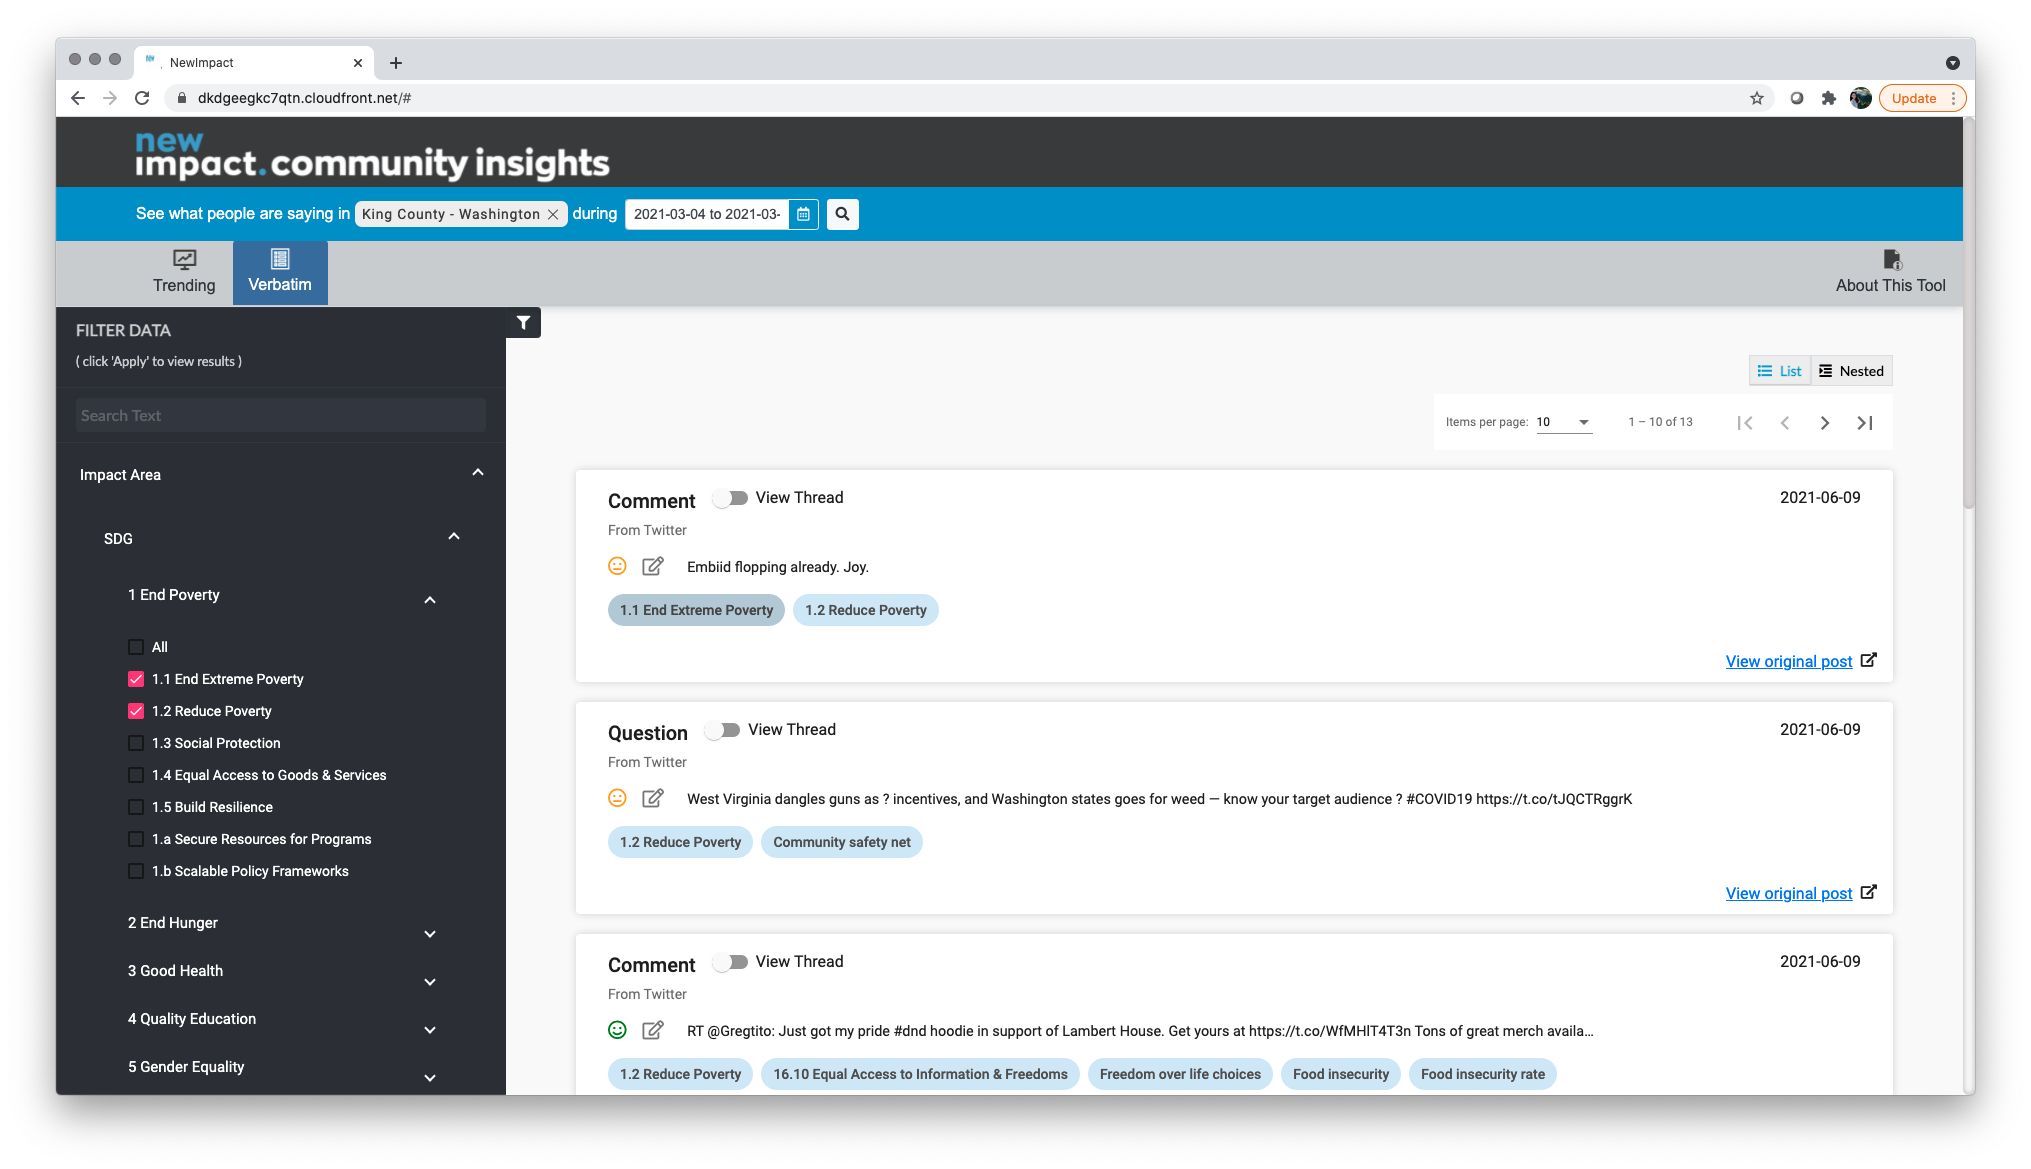 NewImpact
dkdgeegkc7qtn.cloudfront.net/#
Update
new
impact.community insights
See what people are saying in King County - Washington during 2021-03-04 to 2021-03-
Trending
Verbatim
About This Tool
FILTER DATA
( click 'Apply' to view results )
Search Text
Impact Area
SDG
1 End Poverty
All
1.1 End Extreme Poverty
1.2 Reduce Poverty
1.3 Social Protection
1.4 Equal Access to Goods & Services
1.5 Build Resilience
1.a Secure Resources for Programs
1.b Scalable Policy Frameworks
2 End Hunger
3 Good Health
4 Quality Education
5 Gender Equality
List Nested
Items per page: 10 1 – 10 of 13
Comment View Thread 2021-06-09
From Twitter
Embiid flopping already. Joy.
1.1 End Extreme Poverty 1.2 Reduce Poverty
View original post
Question View Thread 2021-06-09
From Twitter
West Virginia dangles guns as ? incentives, and Washington states goes for weed — know your target audience ? #COVID19 https://t.co/tJQCTRggrK
1.2 Reduce Poverty Community safety net
View original post
Comment View Thread 2021-06-09
From Twitter
RT @Gregtito: Just got my pride #dnd hoodie in support of Lambert House. Get yours at https://t.co/WfMHlT4T3n Tons of great merch availa...
1.2 Reduce Poverty 16.10 Equal Access to Information & Freedoms Freedom over life choices Food insecurity Food insecurity rate